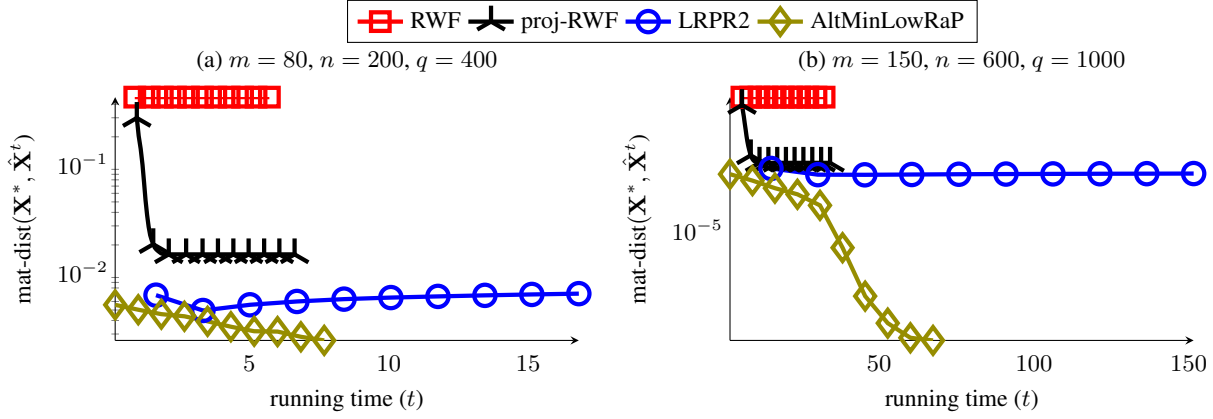 RWF proj-RWF LRPR2 AltMinLowRaP
(a) m = 80, n = 200, q = 400
mat-dist(X*, X̂ᵗ)
10⁻¹
10⁻²
5 10 15
running time (t)
(b) m = 150, n = 600, q = 1000
mat-dist(X*, X̂ᵗ)
10⁻⁵
50 100 150
running time (t)